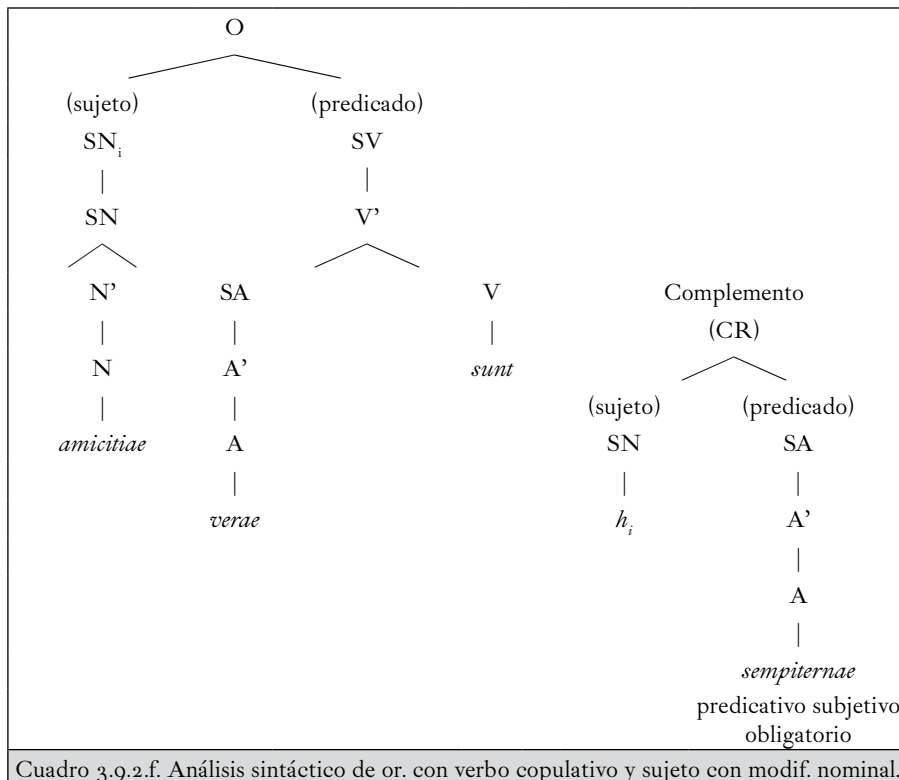 O
(sujeto) (predicado)
SNᵢ SV
|
|
SN V’
N’ SA V Complemento
| | | (CR)
N A’ sunt
| | (sujeto) (predicado)
amicitiae A SN SA
| | |
verae hᵢ A’
|
A
|
sempiternae
predicativo subjetivo
obligatorio
Cuadro 3.9.2.f. Análisis sintáctico de or. con verbo copulativo y sujeto con modif. nominal.